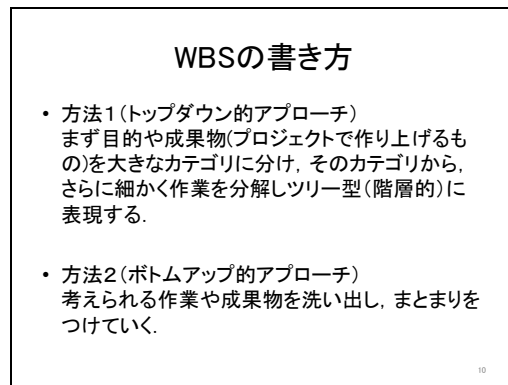 WBSの書き方
• 方法1(トップダウン的アプローチ)
まず目的や成果物(プロジェクトで作り上げるも
の)を大きなカテゴリに分け,そのカテゴリから,
さらに細かく作業を分解しツリー型(階層的)に
表現する.
• 方法2(ボトムアップ的アプローチ)
考えられる作業や成果物を洗い出し,まとまりを
つけていく.
10